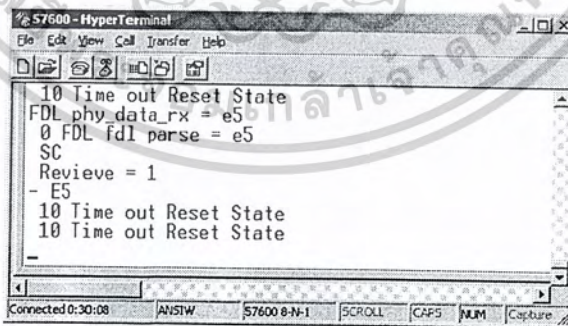 57600 - HyperTerminal
File Edit View Call Transfer Help
10 Time out Reset State
FDL phy_data_rx = e5
0 FDL fdl parse = e5
SC
Revieve = 1
- E5
10 Time out Reset State
10 Time out Reset State
_
Connected 0:30:08 ANSIW 57600 8-N-1 SCROLL CAPS NUM Capture